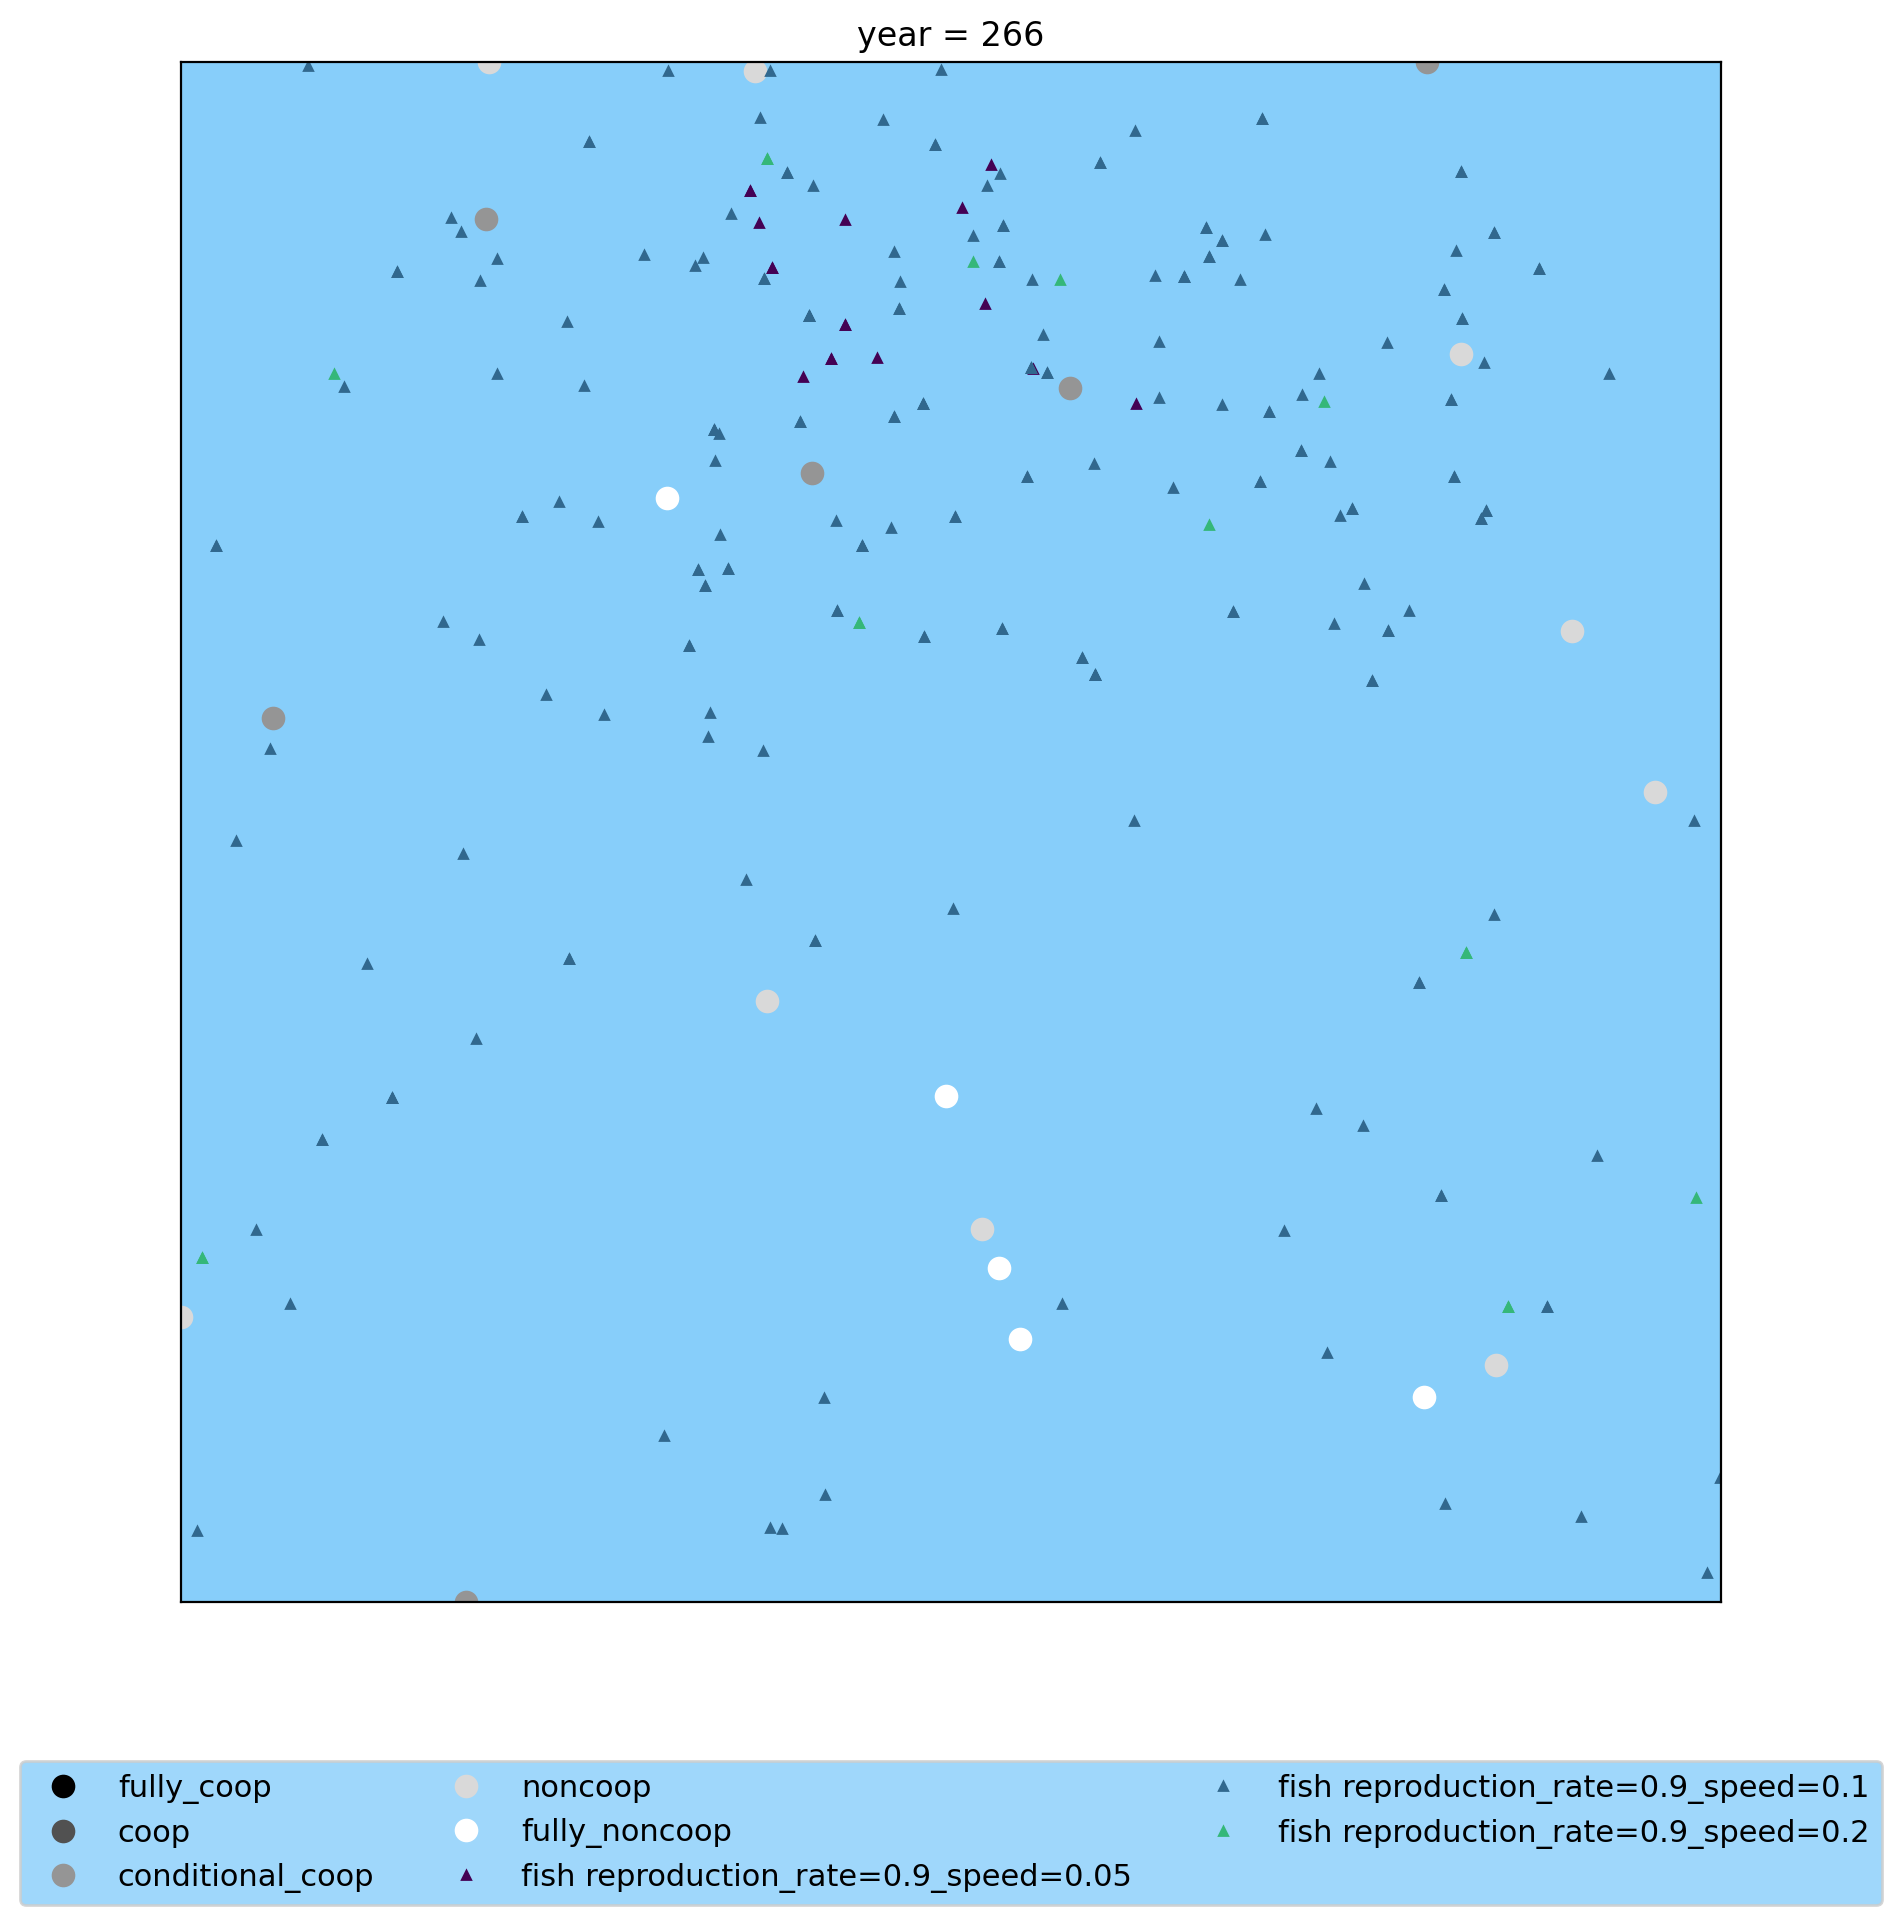 year = 266
fully_coop
coop
conditional_coop
noncoop
fully_noncoop
fish reproduction_rate=0.9_speed=0.05
fish reproduction_rate=0.9_speed=0.1
fish reproduction_rate=0.9_speed=0.2